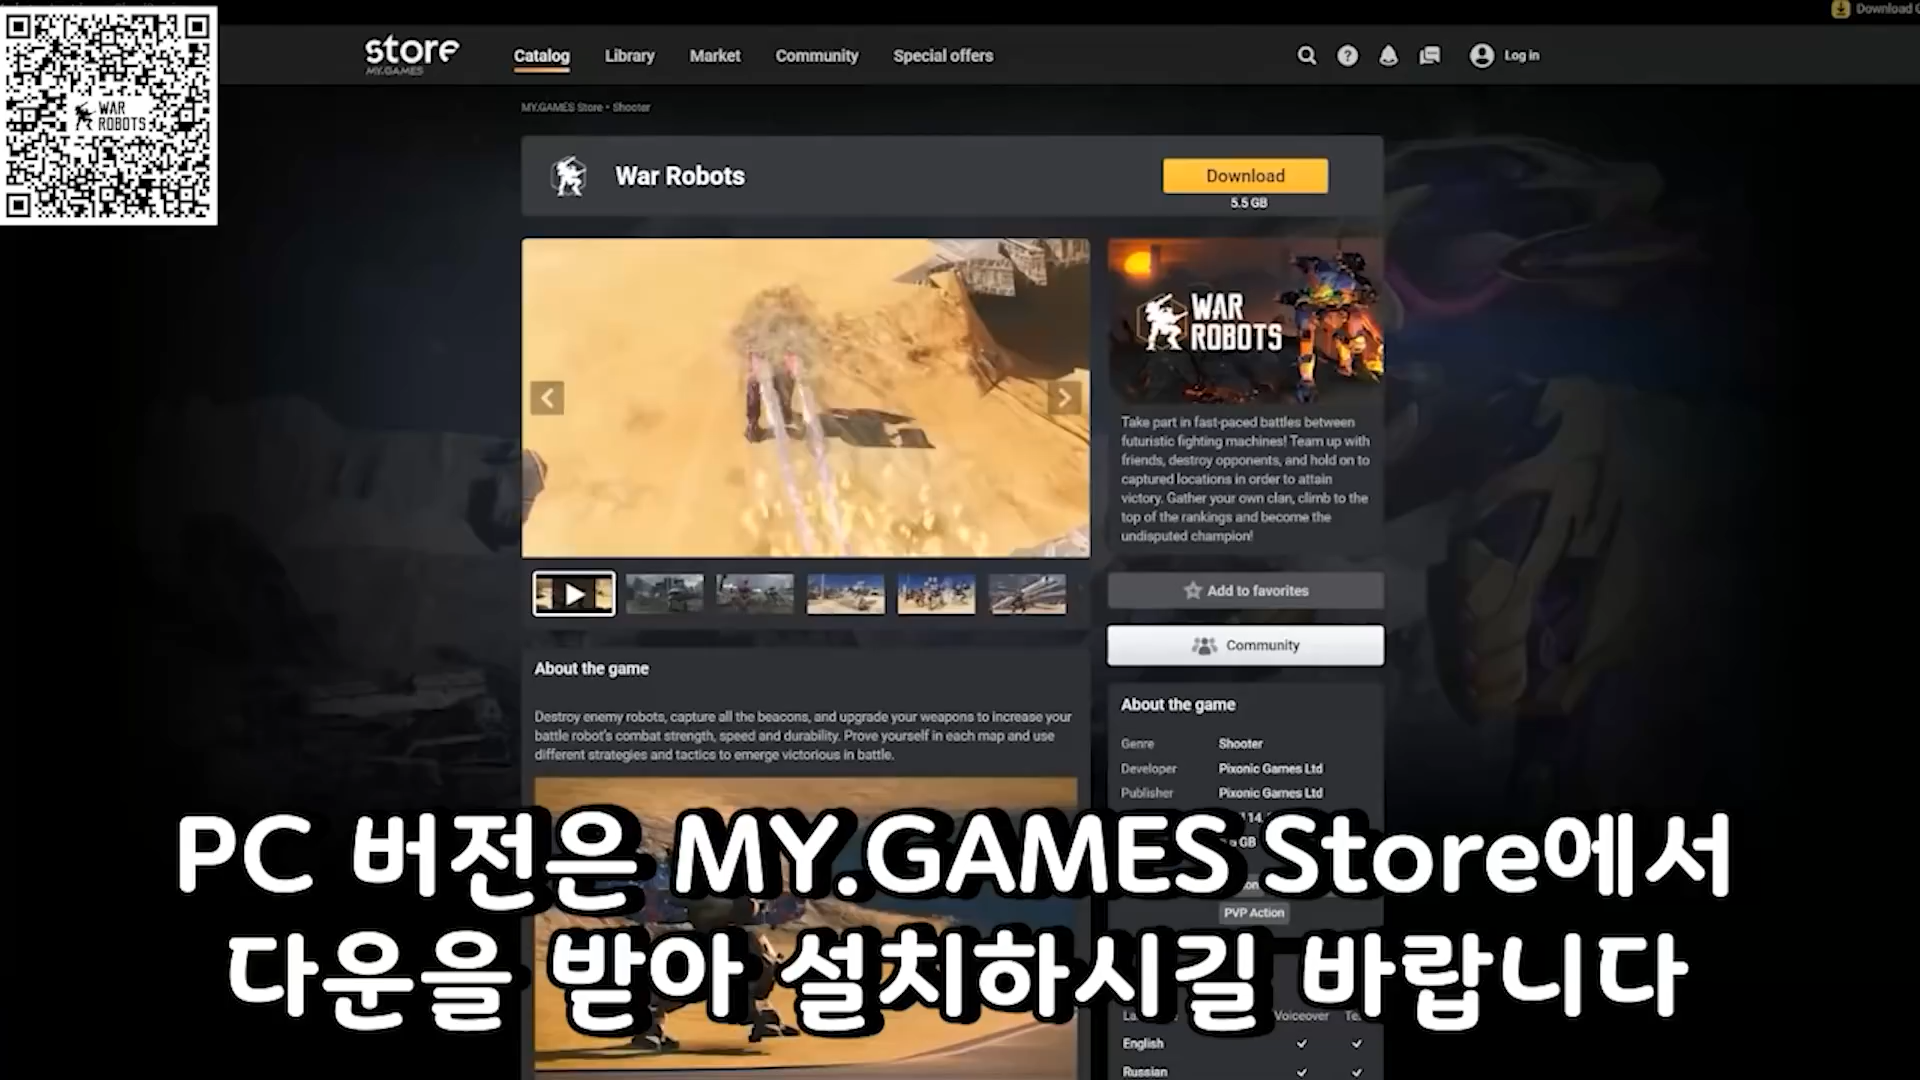 Download
store
MY.GAMES
Catalog
Library
Market
Community
Special offers
Log in
WAR
ROBOTS
MY.GAMES Store • Shooter
War Robots
Download
5.5 GB
WAR
ROBOTS
Take part in fast-paced battles between
futuristic fighting machines! Team up with
friends, destroy opponents, and hold on to
captured locations in order to attain
victory. Gather your own clan, climb to the
top of the rankings and become the
undisputed champion!
Add to favorites
Community
About the game
Destroy enemy robots, capture all the beacons, and upgrade your weapons to increase your
battle robot's combat strength, speed and durability. Prove yourself in each map and use
different strategies and tactics to emerge victorious in battle.
About the game
Genre Shooter
Developer Pixonic Games Ltd
Publisher Pixonic Games Ltd
GB
PVP Action
PC 버전은 MY.GAMES Store에서
다운을 받아 설치하시길 바랍니다
Voiceover
English
Russian